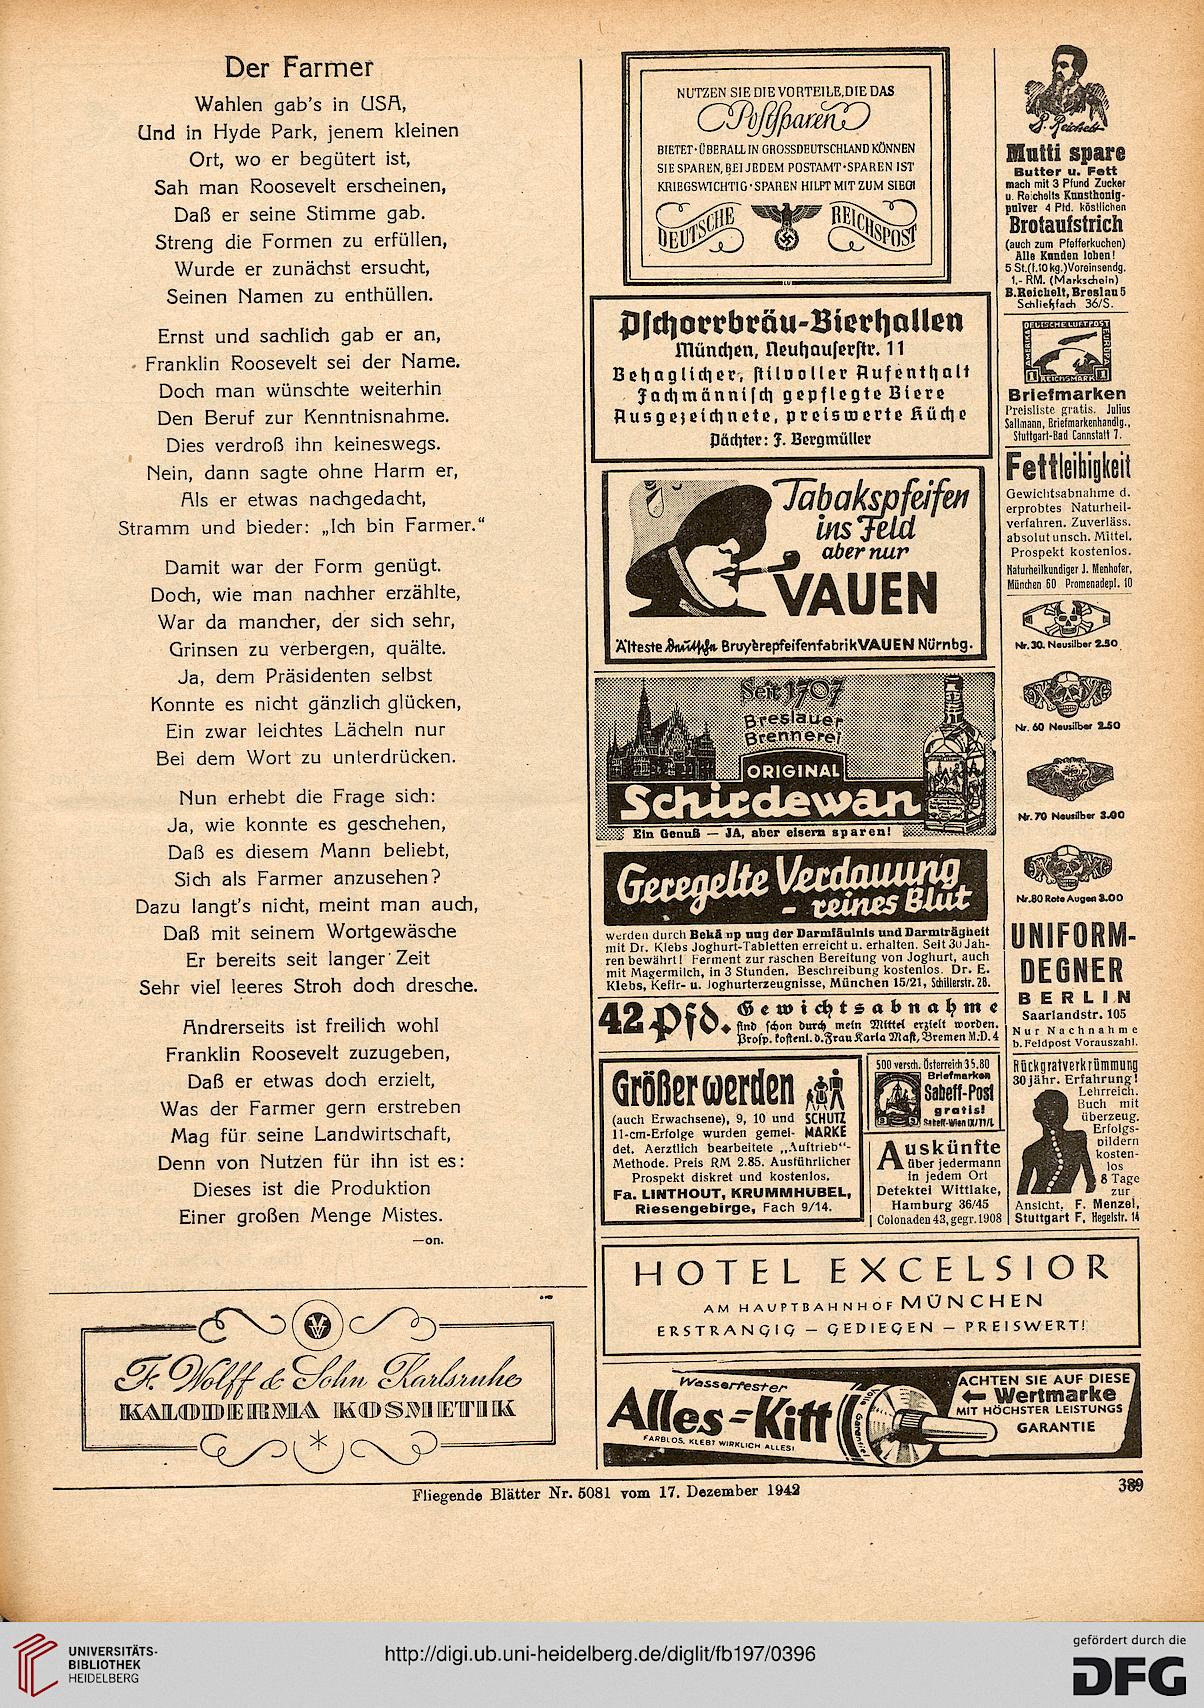 Der Farmer
Wahlen gab's in USA,
Und in Hyde Park, jenem kleinen
Ort, wo er begütert ist,
Sah man Roosevelt erscheinen,
Daß er seine Stimme gab.
Streng die Formen zu erfüllen,
Wurde er zunächst ersucht,
Seinen Namen zu enthüllen.
Ernst und sachlich gab er an,
Franklin Roosevelt sei der Name.
Doch man wünschte weiterhin
Den Beruf zur Kenntnisnahme.
Dies verdroß ihn keineswegs.
Nein, dann sagte ohne Harm er,
Als er etwas nachgedacht,
Stramm und bieder: „Ich bin Farmer.“
Damit war der Form genügt.
Doch, wie man nachher erzählte,
War da mancher, der sich sehr,
Grinsen zu verbergen, quälte.
Ja, dem Präsidenten selbst
Konnte es nicht gänzlich glücken,
Ein zwar leichtes Lächeln nur
Bei dem Wort zu unterdrücken.
Nun erhebt die Frage sich:
Ja, wie konnte es geschehen,
Daß es diesem Mann beliebt,
Sich als Farmer anzusehen?
Dazu langt's nicht, meint man auch,
Daß mit seinem Wortgewäsche
Er bereits seit langer Zeit
Sehr viel leeres Stroh doch dresche.
Andrerseits ist freilich wohl
Franklin Roosevelt zuzugeben,
Daß er etwas doch erzielt,
Was der Farmer gern erstreben
Mag für seine Landwirtschaft,
Denn von Nutzen für ihn ist es:
Dieses ist die Produktion
Einer großen Menge Mistes.
—on.
F. Wolff & Sohn Karlsruhe
KALODERMA KOSMETIK
NUTZEN SIE DIE VORTEILE, DIE DAS
Postsparen
BIETET · ÜBERALL IN GROSSDEUTSCHLAND KÖNNEN
SIE SPAREN, BEI JEDEM POSTAMT · SPAREN IST
KRIEGSWICHTIG · SPAREN HILFT MIT ZUM SIEG!
DEUTSCHE REICHSPOST
Pschorrbräu-Bierhallen
München, Neuhauserstr. 11
Behaglicher, stilvoller Aufenthalt
Fachmännisch gepflegte Biere
Ausgezeichnete, preiswerte Küche
Pächter: F. Bergmüller
Tabakspfeifen
ins Feld
aber nur
VAUEN
Älteste deutsche Bruyèrepfeifenfabrik VAUEN Nürnbg.
Seit 1707
Breslauer
Brennerei
ORIGINAL
Schirdewan
Ein Genuß — JA, aber eisern sparen!
Geregelte Verdauung
- reines Blut
werden durch Bekämpfung der Darmfäulnis und Darmträgheit
mit Dr. Klebs Joghurt-Tabletten erreicht u. erhalten. Seit 30 Jah-
ren bewährt! Ferment zur raschen Bereitung von Joghurt, auch
mit Magermilch, in 3 Stunden. Beschreibung kostenlos. Dr. E.
Klebs, Kefir- u. Joghurterzeugnisse, München 15/21, Schillerstr. 28.
42 Pfd. Gewichtsabnahme
sind schon durch mein Mittel erzielt worden.
Prosp. kostenl. d. Frau Karla Mast, Bremen M:D. 4
Größer werden
(auch Erwachsene), 9, 10 und SCHUTZ
11-cm-Erfolge wurden gemel- MARKE
det. Aerztlich bearbeitete „Auftrieb“-
Methode. Preis RM 2.85. Ausführlicher
Prospekt diskret und kostenlos.
Fa. LINTHOUT, KRUMMHUBEL,
Riesengebirge, Fach 9/14.
500 versch. Österreich 35.80
Briefmarken
Sabeff-Post
gratis!
Sabeff-Wien IX/71/L
Auskünfte
über jedermann
in jedem Ort
Detektei Wittlake,
Hamburg 36/45
Colonaden 43, gegr. 1908
S. Reichelt
Mutti spare
Butter u. Fett
mach mit 3 Pfund Zucker
u. Reichelts Kunsthonig-
pulver 4 Pfd. köstlichen
Brotaufstrich
(auch zum Pfefferkuchen)
Alle Kunden loben!
5 St. (f. 10 kg.) Voreinsendg.
1.- RM. (Markschein)
B. Reichelt, Breslau 5
Schließfach 36/S.
DEUTSCHE LUFTPOST
AMERIKA EUROPA
1 REICHSMARK 1
Briefmarken
Preisliste gratis. Julius
Sallmann, Briefmarkenhandlg.,
Stuttgart-Bad Cannstatt 7.
Fettleibigkeit
Gewichtsabnahme d.
erprobtes Naturheil-
verfahren. Zuverläss.
absolut unsch. Mittel.
Prospekt kostenlos.
Naturheilkundiger J. Menhofer,
München 60 Promenadepl. 10
Nr. 30. Neusilber 2.50
Nr. 60 Neusilber 2.50
Nr. 70 Neusilber 3.00
Nr. 80 Rote Augen 3.00
UNIFORM-
DEGNER
BERLIN
Saarlandstr. 105
Nur Nachnahme
b. Feldpost Vorauszahl.
Rückgratverkrümmung
30 jähr. Erfahrung!
Lehrreich.
Buch mit
überzeug.
Erfolgs-
bildern
kosten-
los
8 Tage
zur
Ansicht. F. Menzel,
Stuttgart F, Hegelstr. 14
HOTEL EXCELSIOR
AM HAUPTBAHNHOF MÜNCHEN
ERSTRANGIG — GEDIEGEN — PREISWERT!
Wasserfester
Alles-Kitt
FARBLOS, KLEBT WIRKLICH ALLES!
ACHTEN SIE AUF DIESE
Wertmarke
MIT HÖCHSTER LEISTUNGS
GARANTIE
Fliegende Blätter Nr. 5081 vom 17. Dezember 1942
389
UNIVERSITÄTS-
BIBLIOTHEK
HEIDELBERG
http://digi.ub.uni-heidelberg.de/diglit/fb197/0396
gefördert durch die
DFG